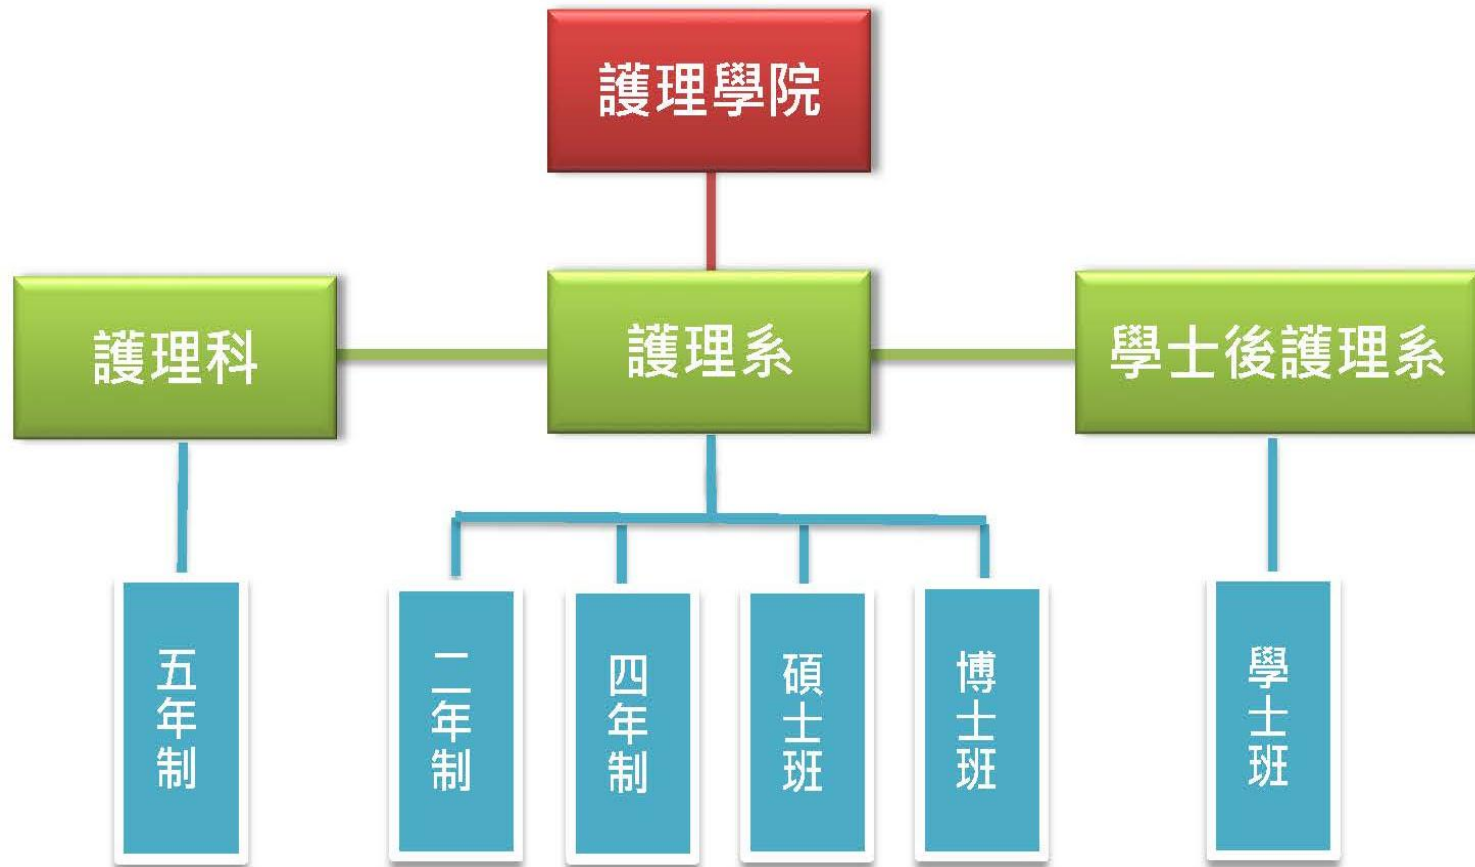 護理學院
護理科
護理系
學士後護理系
五年制
二年制
四年制
碩士班
博士班
學士班